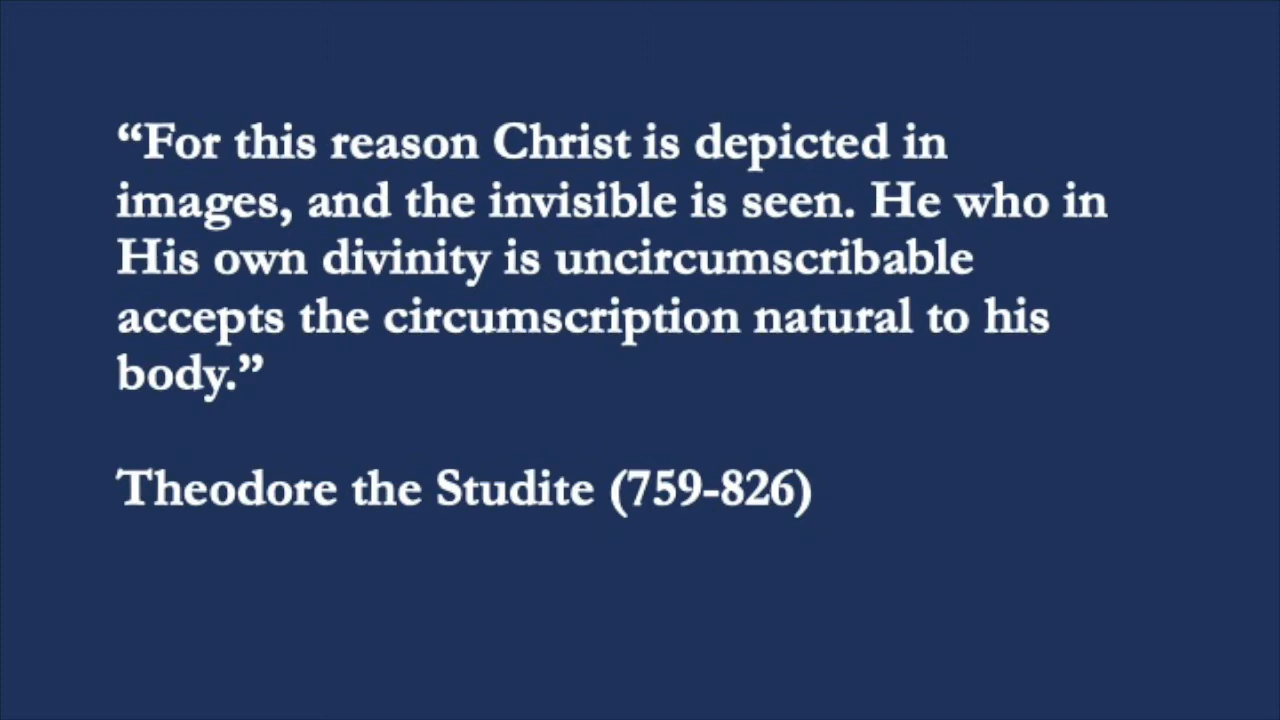 “For this reason Christ is depicted in
images, and the invisible is seen. He who in
His own divinity is uncircumscribable
accepts the circumscription natural to his
body.”
Theodore the Studite (759-826)